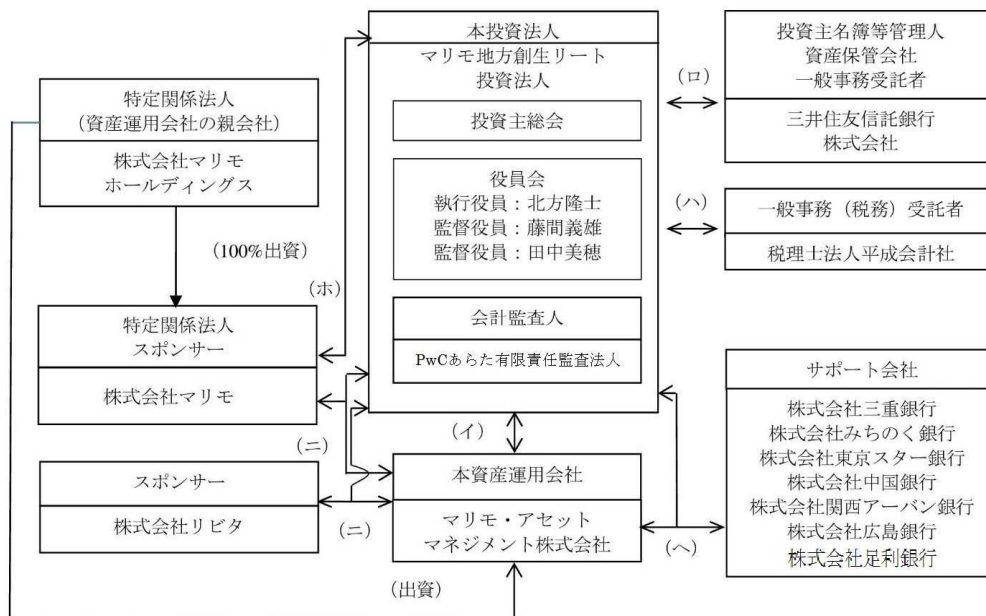 特定関係法人
（資産運用会社の親会社）
株式会社マリモ
ホールディングス
（100%出資）
（ホ）
特定関係法人
スポンサー
株式会社マリモ
（ニ）
スポンサー
株式会社リビタ
（ニ）
本投資法人
マリモ地方創生リート
投資法人
投資主総会
役員会
執行役員：北方隆士
監督役員：藤間義雄
監督役員：田中美穂
会計監査人
PwCあらた有限責任監査法人
（イ）
本資産運用会社
マリモ・アセット
マネジメント株式会社
（出資）
（ロ）
投資主名簿等管理人
資産保管会社
一般事務受託者
三井住友信託銀行
株式会社
（ハ）
一般事務（税務）受託者
税理士法人平成会計社
（ヘ）
サポート会社
株式会社三重銀行
株式会社みちのく銀行
株式会社東京スター銀行
株式会社中国銀行
株式会社関西アーバン銀行
株式会社広島銀行
株式会社足利銀行